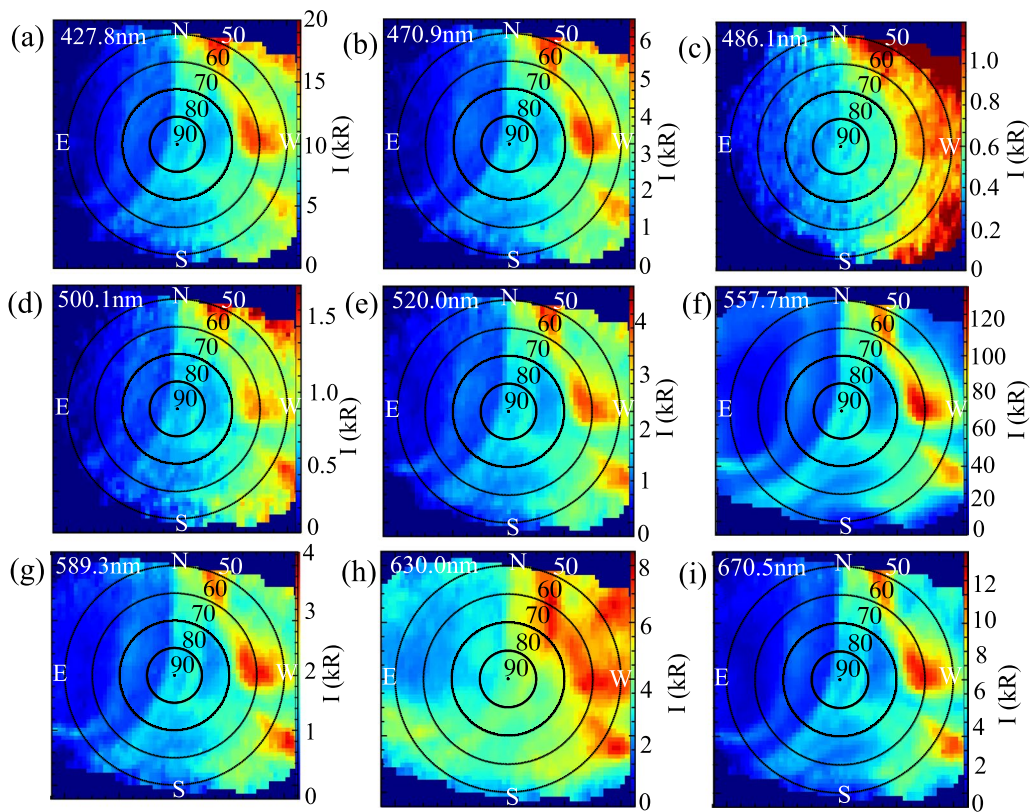 (a) 427.8nm N 50 60 70 80 90 E W S 20 15 10 5 0 I (kR)
(b) 470.9nm N 50 60 70 80 90 E W S 6 5 4 3 2 1 0 I (kR)
(c) 486.1nm N 50 60 70 80 90 E W S 1.0 0.8 0.6 0.4 0.2 0 I (kR)
(d) 500.1nm N 50 60 70 80 90 E W S 1.5 1.0 0.5 0 I (kR)
(e) 520.0nm N 50 60 70 80 90 E W S 4 3 2 1 0 I (kR)
(f) 557.7nm N 50 60 70 80 90 E W S 120 100 80 60 40 20 0 I (kR)
(g) 589.3nm N 50 60 70 80 90 E W S 4 3 2 1 0 I (kR)
(h) 630.0nm N 50 60 70 80 90 E W S 8 6 4 2 0 I (kR)
(i) 670.5nm N 50 60 70 80 90 E W S 12 10 8 6 4 2 0 I (kR)